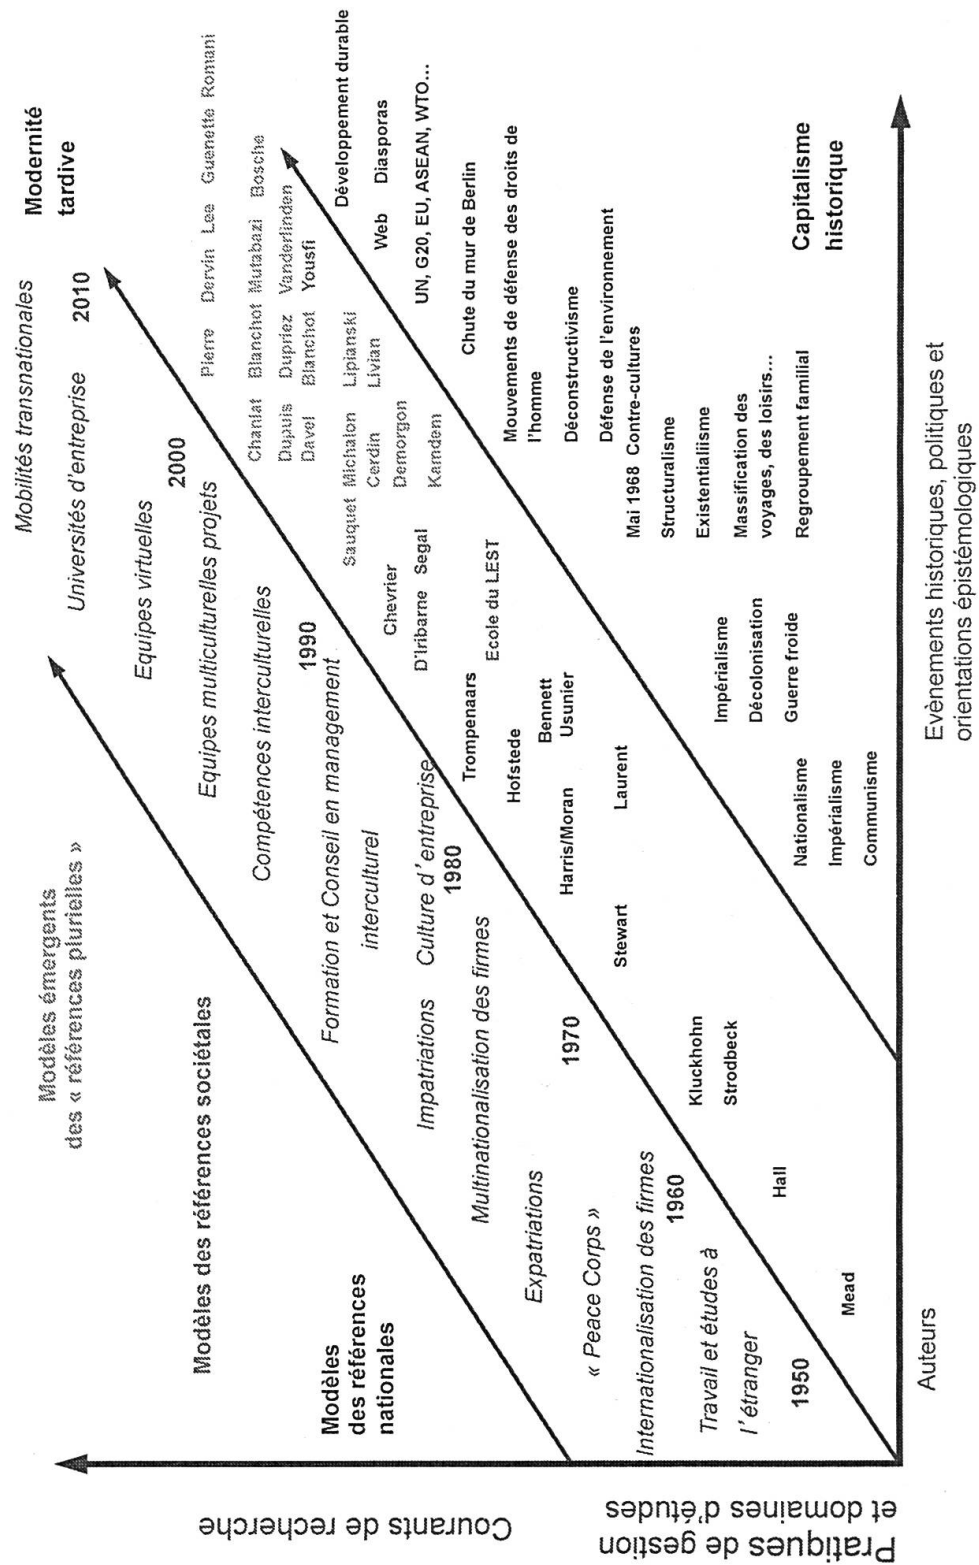 Modernité
tardive
Mobilités transnationales
Universités d'entreprise
2010
Equipes virtuelles
2000
Equipes multiculturelles projets
Compétences interculturelles
1990
Formation et Conseil en management
interculturel
Impatriations
Culture d'entreprise
1980
Multinationalisation des firmes
1970
Expatriations
« Peace Corps »
Internationalisation des firmes
1960
Travail et études à
l'étranger
1950
Modèles émergents
des « références plurielles »
Modèles des références sociétales
Modèles
des références
nationales
Courants de recherche
Pratiques de gestion
et domaines d'études
Pierre Dervin Lee Guenette Romani
Chanlat Blanchot Mutabazi Bosche
Dupuis Dupriez Vanderlinden
Davel Blanchot Yousfi
Sauquet Michalon Lipianski
Cerdin Livian
Demorgon
Kamdem
Chevrier
D'Iribarne Segal
Ecole du LEST
Trompenaars
Hofstede
Bennett
Usunier
Harris/Moran
Laurent
Stewart
Kluckhohn
Strodbeck
Hall
Mead
Développement durable
Web Diasporas
UN, G20, EU, ASEAN, WTO...
Chute du mur de Berlin
Mouvements de défense des droits de
l'homme
Déconstructivisme
Défense de l'environnement
Mai 1968 Contre-cultures
Structuralisme
Existentialiisme
Massification des
voyages, des loisirs...
Regroupement familial
Impérialisme
Décolonisation
Guerre froide
Nationalisme
Impérialisme
Communisme
Capitalisme
historique
Auteurs
Evènements historiques, politiques et
orientations épistémologiques